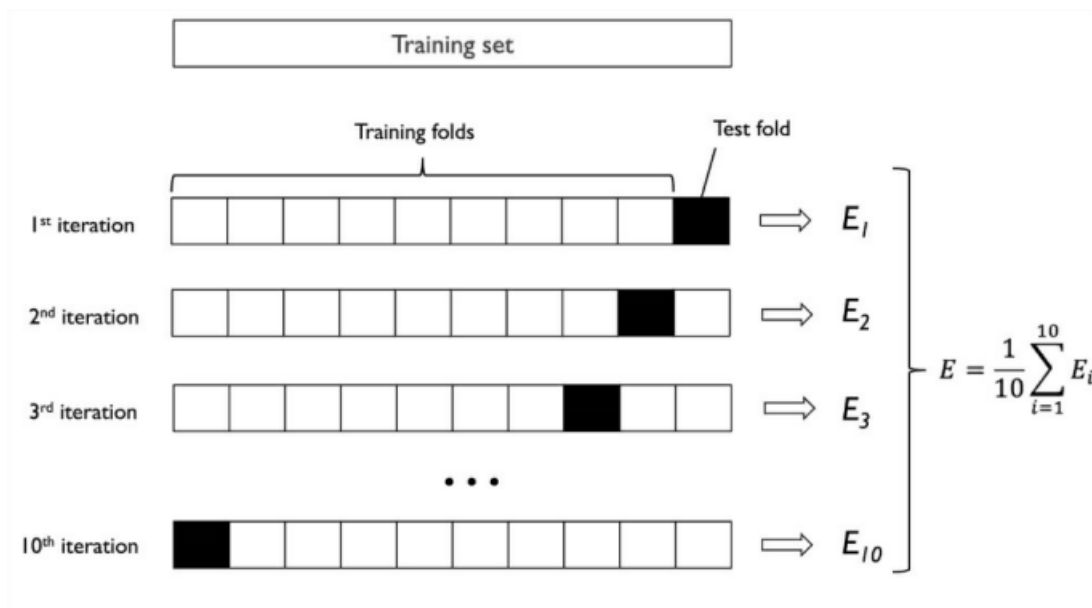 Training set
Training folds
Test fold
1st iteration
E1
2nd iteration
E2
3rd iteration
E3
E = 1/10 ∑ i=1 10 Ei
• • •
10th iteration
E10